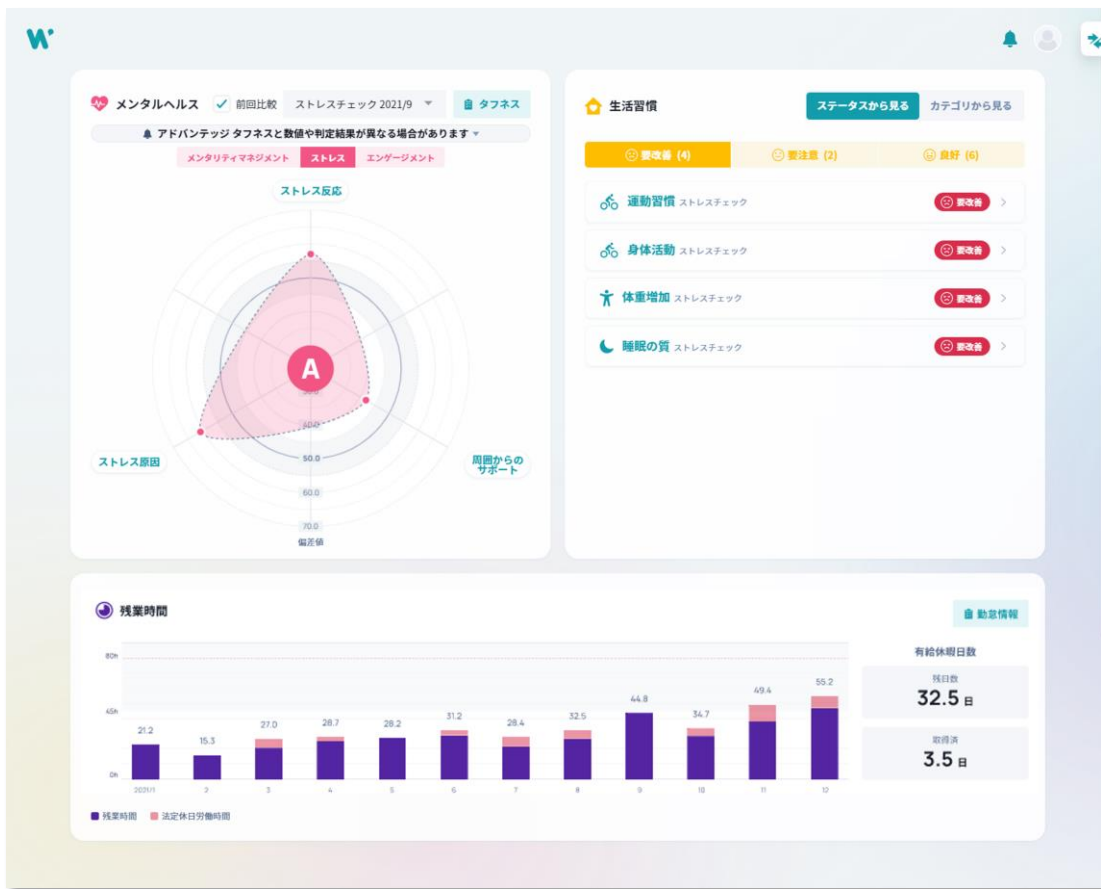 W
メンタルヘルス 前回比較 ストレスチェック 2021/9 タフネス
アドバンテッジ タフネスと数値や判定結果が異なる場合があります
メンタリティマネジメント ストレス エンゲージメント
ストレス反応
A
40.0
50.0
60.0
70.0
偏差値
ストレス原因
周囲からの
サポート
生活習慣 ステータスから見る カテゴリから見る
要改善 (4) 要注意 (2) 良好 (6)
運動習慣 ストレスチェック 要改善
身体活動 ストレスチェック 要改善
体重増加 ストレスチェック 要改善
睡眠の質 ストレスチェック 要改善
残業時間 勤怠情報
80h
45h
0h
21.2 15.3 27.0 28.7 28.2 31.2 28.4 32.5 44.8 34.7 49.4 55.2
2021/1 2 3 4 5 6 7 8 9 10 11 12
残業時間 法定休日労働時間
有給休暇日数
残日数
32.5 日
取得済
3.5 日